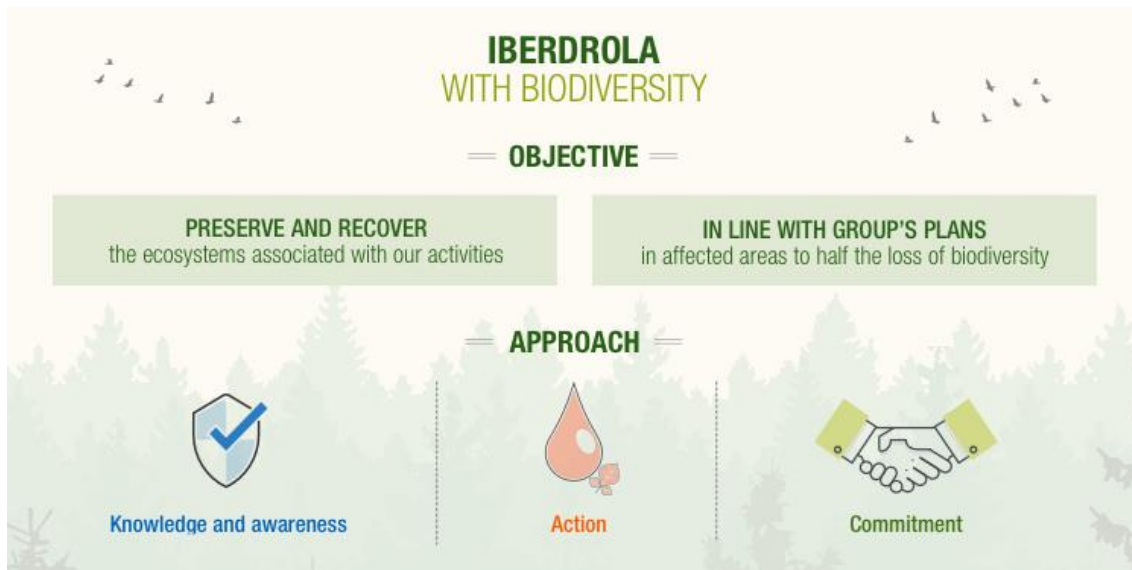 IBERDROLA
WITH BIODIVERSITY
OBJECTIVE
PRESERVE AND RECOVER
the ecosystems associated with our activities
IN LINE WITH GROUP'S PLANS
in affected areas to half the loss of biodiversity
APPROACH
Knowledge and awareness
Action
Commitment